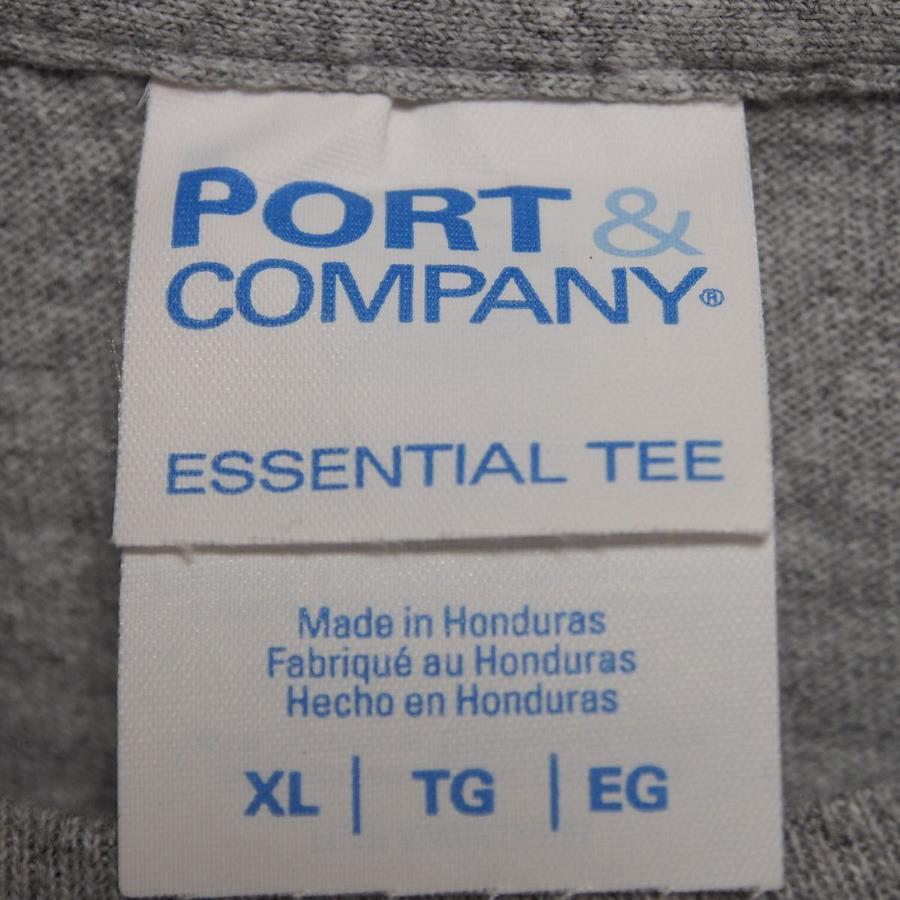 PORT &
COMPANY®
ESSENTIAL TEE
Made in Honduras
Fabriqué au Honduras
Hecho en Honduras
XL | TG | EG